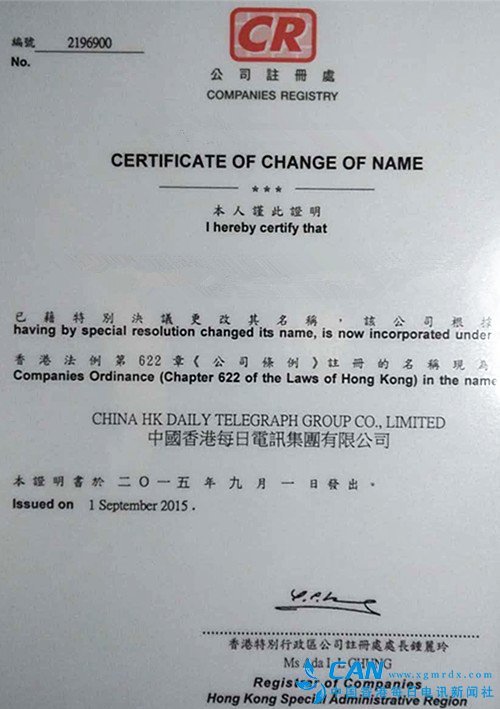 CR
編號 2196900
No.
公司註冊處
COMPANIES REGISTRY
CERTIFICATE OF CHANGE OF NAME
***
本人謹此證明
I hereby certify that
已藉特別決議更改其名稱，該公司根據
having by special resolution changed its name, is now incorporated under
香港法例第622章《公司條例》註冊的名稱現為
Companies Ordinance (Chapter 622 of the Laws of Hong Kong) in the name
CHINA HK DAILY TELEGRAPH GROUP CO., LIMITED
中國香港每日電訊集團有限公司
本證明書於二〇一五年九月一日發出。
Issued on 1 September 2015.
香港特別行政區公司註冊處處長鍾麗玲
Ms Ada CHUNG
Registrar of Companies
Hong Kong Special Administrative Region
CAN
www.xgmrdx.com
中国香港每日电讯新闻社